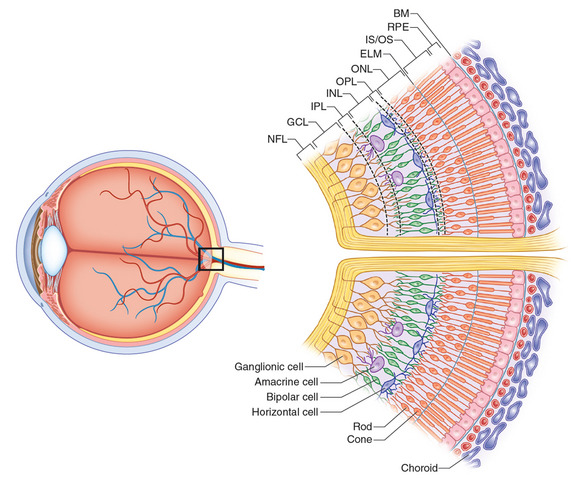 BM
RPE
IS/OS
ELM
ONL
OPL
INL
IPL
GCL
NFL
Ganglionic cell
Amacrine cell
Bipolar cell
Horizontal cell
Rod
Cone
Choroid